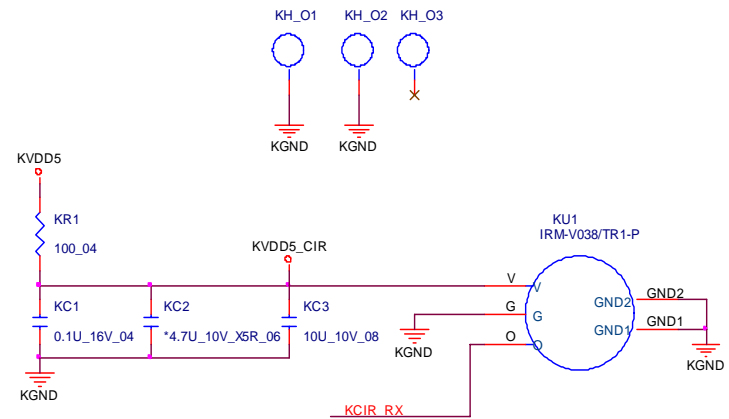 KH_O1 KH_O2 KH_O3
KGND KGND
KVDD5
KR1
100_04
KVDD5_CIR
KU1
IRM-V038/TR1-P
V V
G G
O O
GND2 GND2
GND1 GND1
KC1
0.1U_16V_04
KC2
*4.7U_10V_X5R_06
KC3
10U_10V_08
KGND
KGND
KGND
KCIR_RX